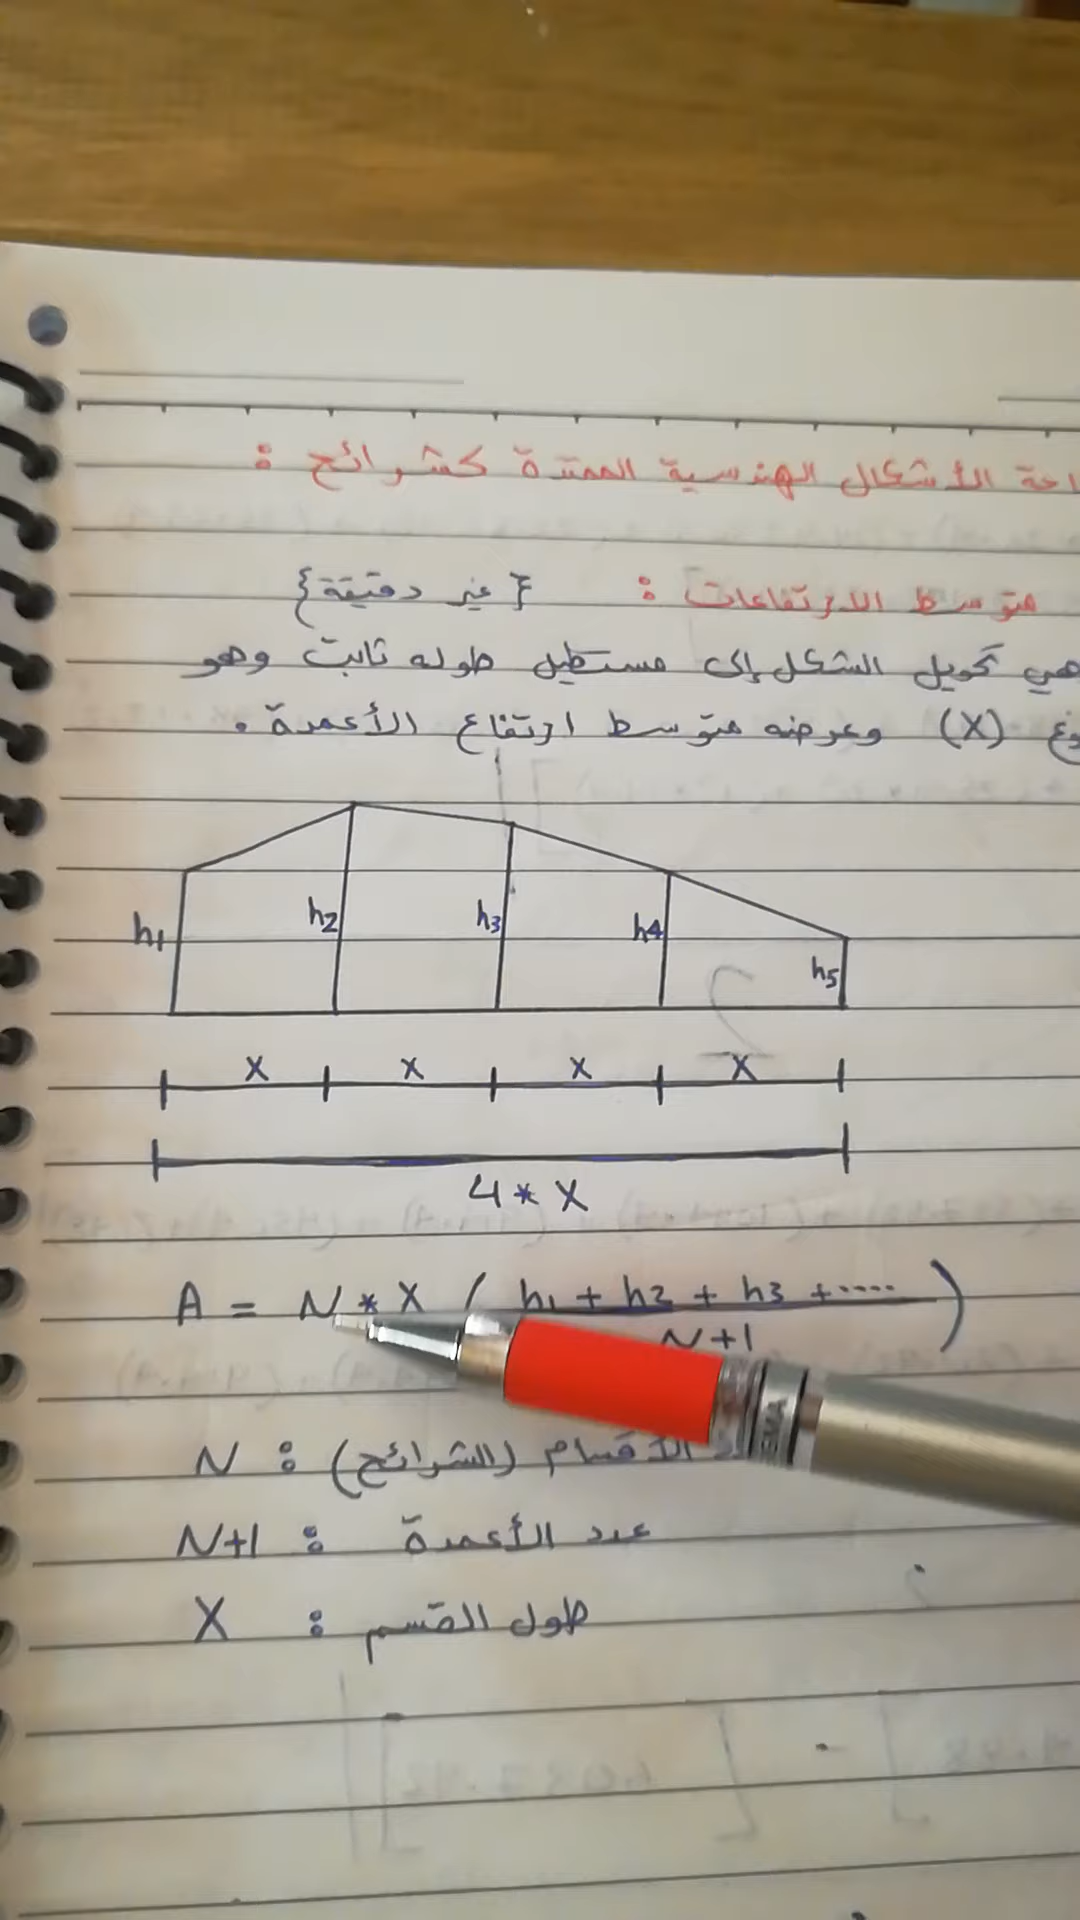 الأشكال الهندسية الممتدة كشرائح :
متوسط الارتفاعات : {غير دقيقة}
هي تحويل الشكل إلى مستطيل طوله ثابت وهو
(X) وعرضه متوسط ارتفاع الأعمدة .
h1 h2 h3 h4 h5
X X X X
4 * X
A = N * X ( h1 + h2 + h3 + ..... / N+1 )
N : الأقسام (الشرائح)
N+1 : عدد الأعمدة
X : طول القسم